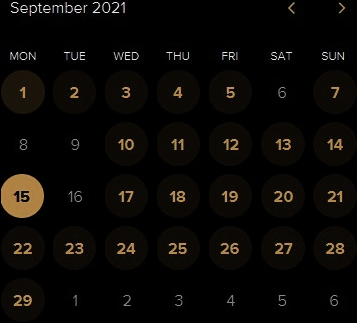 September 2021
MON TUE WED THU FRI SAT SUN
1 2 3 4 5 6 7
8 9 10 11 12 13 14
15 16 17 18 19 20 21
22 23 24 25 26 27 28
29 1 2 3 4 5 6